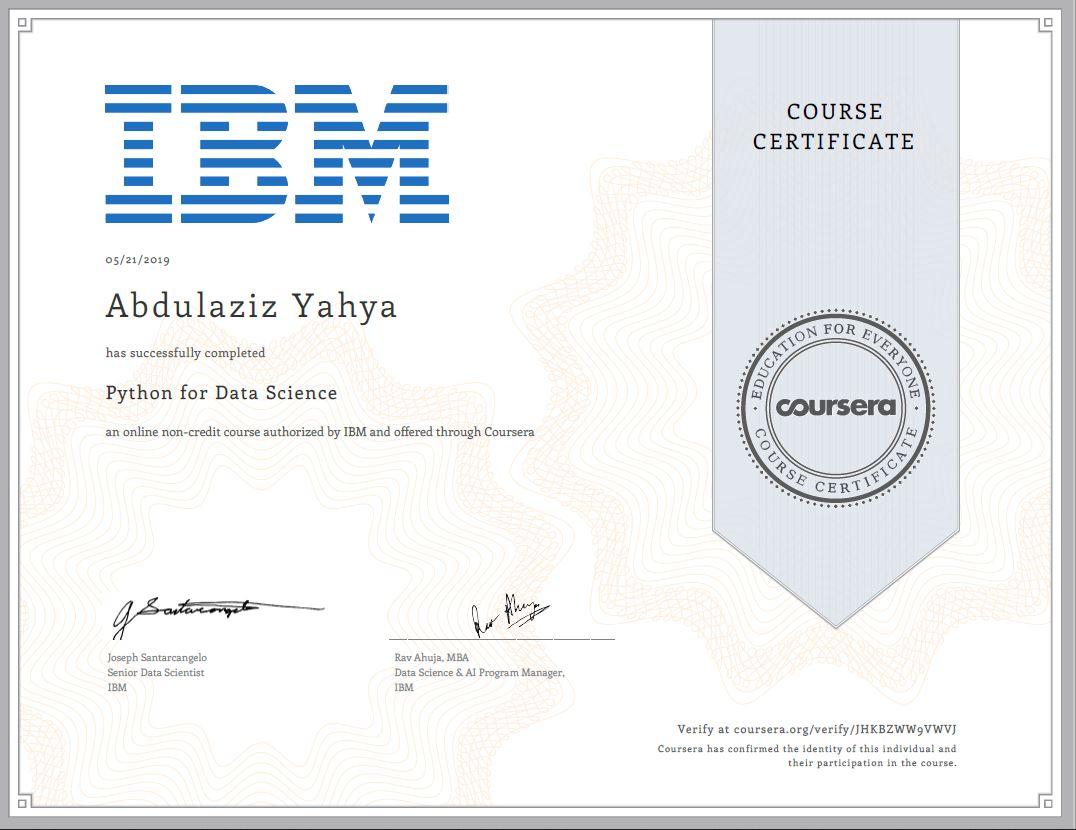 IBM
05/21/2019
Abdulaziz Yahya
has successfully completed
Python for Data Science
an online non-credit course authorized by IBM and offered through Coursera
Joseph Santarcangelo
Senior Data Scientist
IBM
Rav Ahuja, MBA
Data Science & AI Program Manager,
IBM
COURSE
CERTIFICATE
EDUCATION FOR EVERYONE
coursera
COURSE CERTIFICATE
Verify at coursera.org/verify/JHKBZWW9VWVJ
Coursera has confirmed the identity of this individual and
their participation in the course.